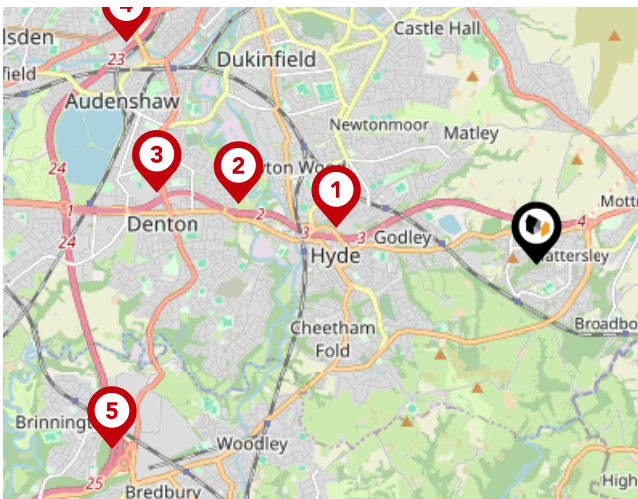 4
Castle Hall
lsden
23
Dukinfield
field
Audenshaw
Newtonmoor
Matley
3
2
ton Wood
24
1
Mottr
1
2
4
Denton
3
3
Godley
24
Hyde
attersley
Cheetham
Fold
Broadbo
5
Brinningt
Woodley
25
Bredbury
High